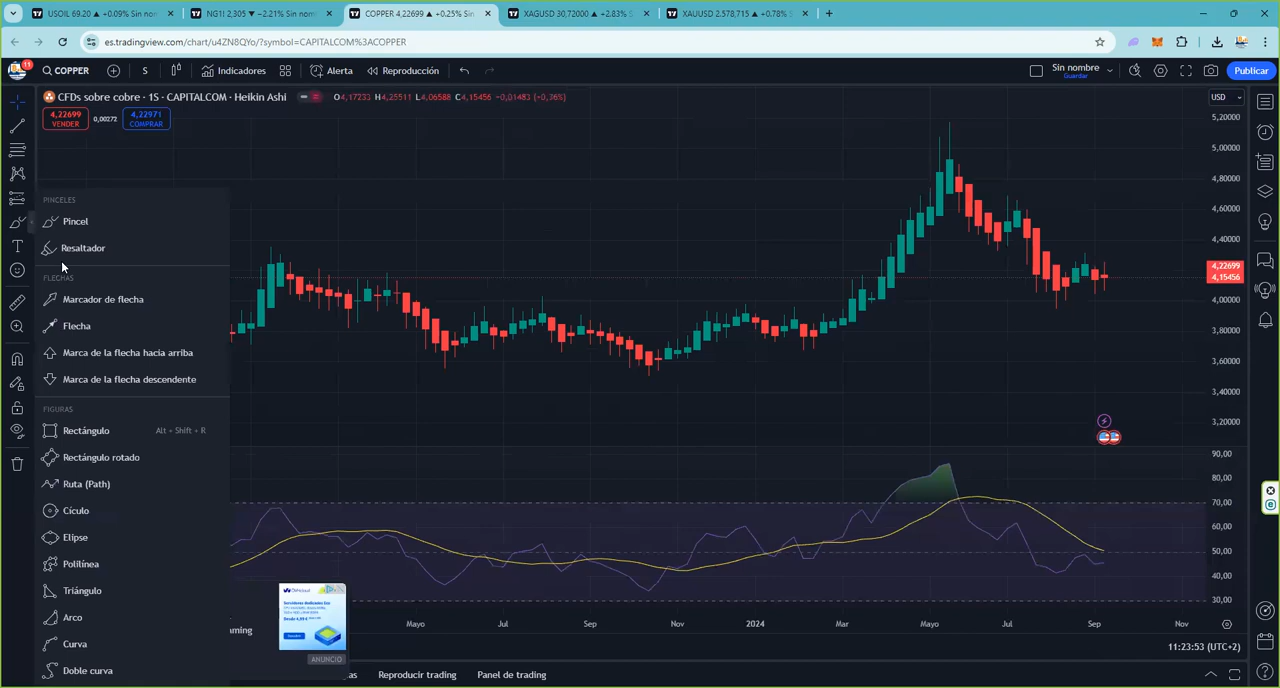 USOIL 69.20 ▲ +0.09% Sin nom
NG1! 2,305 ▼ −2.21% Sin nom
COPPER 4,22699 ▲ +0.25% Sin
XAGUSD 30,72000 ▲ +2.83% Sin
XAUUSD 2.578,715 ▲ +0.78% Sin
es.tradingview.com/chart/u4ZN8QYo/?symbol=CAPITALCOM%3ACOPPER
11
COPPER
S
Indicadores
Alerta
Reproducción
Sin nombre
Guardar
Publicar
CFDs sobre cobre · 1S · CAPITALCOM · Heikin Ashi
O4,17233 H4,25511 L4,06588 C4,15456 −0,01483 (−0,36%)
USD
4,22699
VENDER
0,00272
4,22971
COMPRAR
5,20000
5,00000
4,80000
4,60000
4,40000
4,22699
4,15456
4,00000
3,80000
3,60000
3,40000
3,20000
90,00
80,00
70,00
60,00
50,00
40,00
30,00
PINCELES
Pincel
Resaltador
FLECHAS
Marcador de flecha
Flecha
Marca de la flecha hacia arriba
Marca de la flecha descendente
FIGURAS
Rectángulo Alt + Shift + R
Rectángulo rotado
Ruta (Path)
Cículo
Elipse
Polilínea
Triángulo
Arco
Curva
Doble curva
Mayo
Jul
Sep
Nov
2024
Mar
Mayo
Jul
Sep
Nov
aming
ANUNCIO
11:23:53 (UTC+2)
as
Reproducir trading
Panel de trading